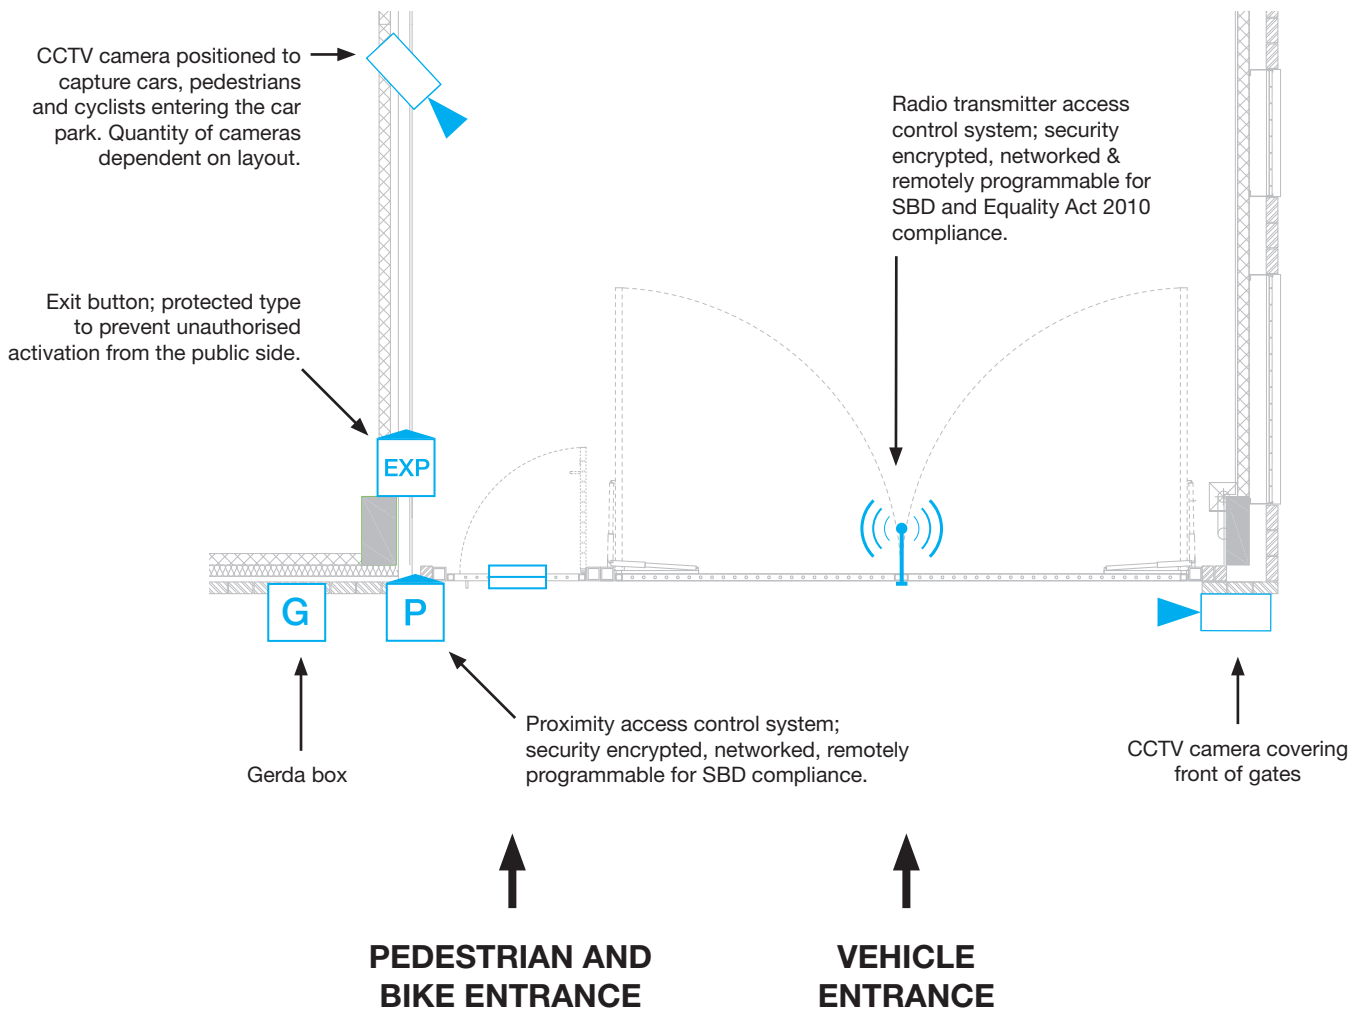 CCTV camera positioned to
capture cars, pedestrians
and cyclists entering the car
park. Quantity of cameras
dependent on layout.
Radio transmitter access
control system; security
encrypted, networked &
remotely programmable for
SBD and Equality Act 2010
compliance.
Exit button; protected type
to prevent unauthorised
activation from the public side.
EXP
G
P
Gerda box
Proximity access control system;
security encrypted, networked, remotely
programmable for SBD compliance.
CCTV camera covering
front of gates
PEDESTRIAN AND
BIKE ENTRANCE
VEHICLE
ENTRANCE